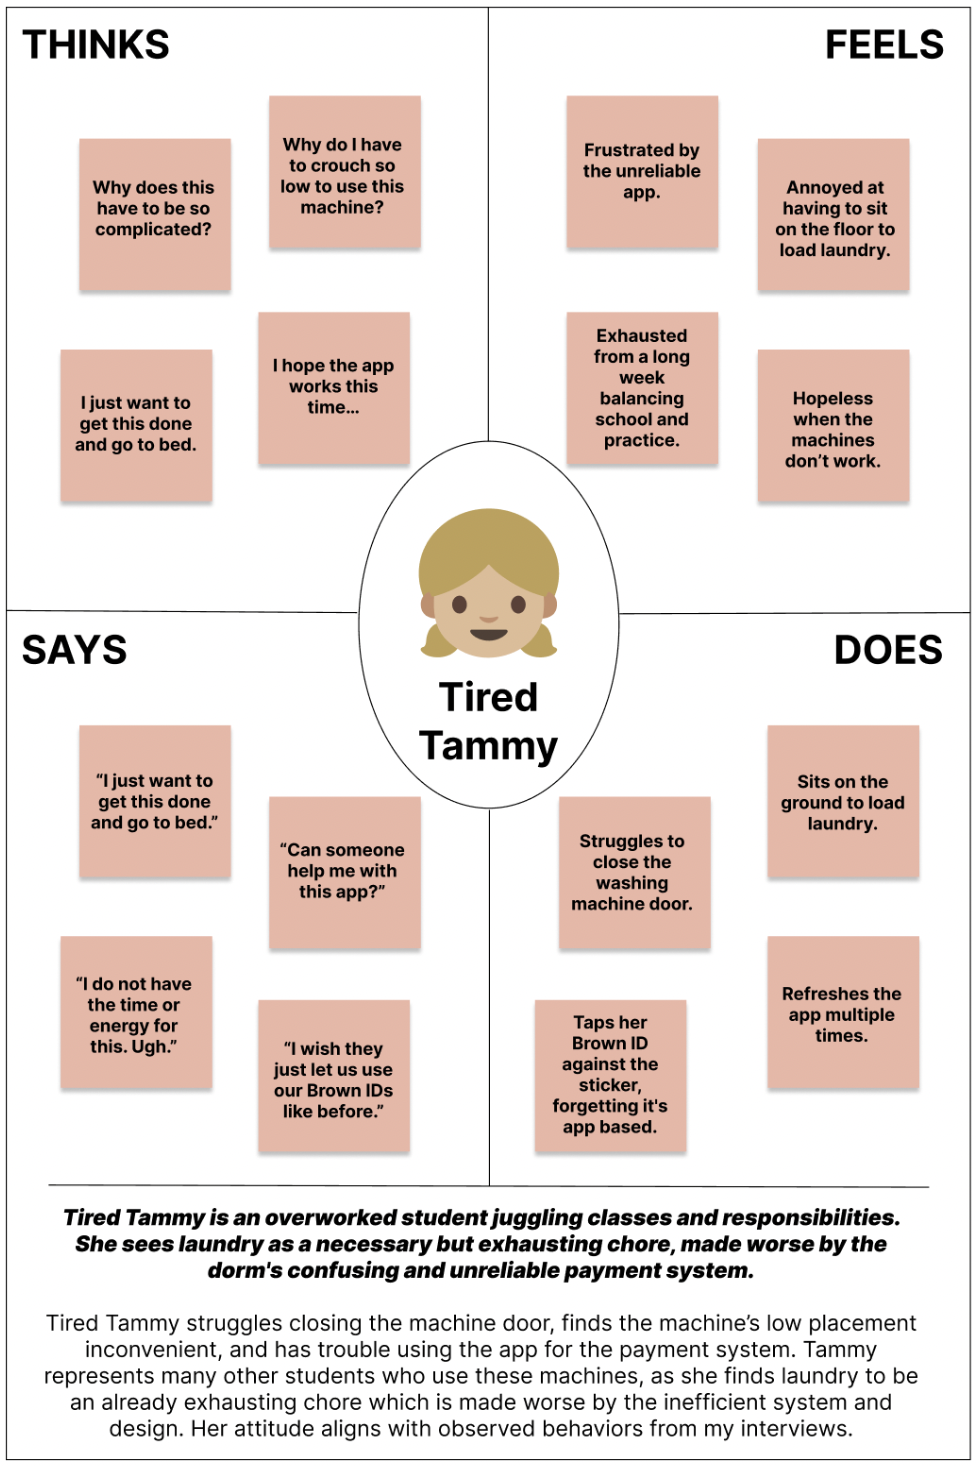 THINKS
Why does this
have to be so
complicated?
Why do I have
to crouch so
low to use this
machine?
I just want to
get this done
and go to bed.
I hope the app
works this
time...
FEELS
Frustrated by
the unreliable
app.
Annoyed at
having to sit
on the floor to
load laundry.
Exhausted
from a long
week
balancing
school and
practice.
Hopeless
when the
machines
don’t work.
Tired
Tammy
SAYS
“I just want to
get this done
and go to bed.”
“Can someone
help me with
this app?”
“I do not have
the time or
energy for
this. Ugh.”
“I wish they
just let us use
our Brown IDs
like before.”
DOES
Struggles to
close the
washing
machine door.
Sits on the
ground to load
laundry.
Taps her
Brown ID
against the
sticker,
forgetting it's
app based.
Refreshes the
app multiple
times.
Tired Tammy is an overworked student juggling classes and responsibilities.
She sees laundry as a necessary but exhausting chore, made worse by the
dorm's confusing and unreliable payment system.
Tired Tammy struggles closing the machine door, finds the machine’s low placement
inconvenient, and has trouble using the app for the payment system. Tammy
represents many other students who use these machines, as she finds laundry to be
an already exhausting chore which is made worse by the inefficient system and
design. Her attitude aligns with observed behaviors from my interviews.